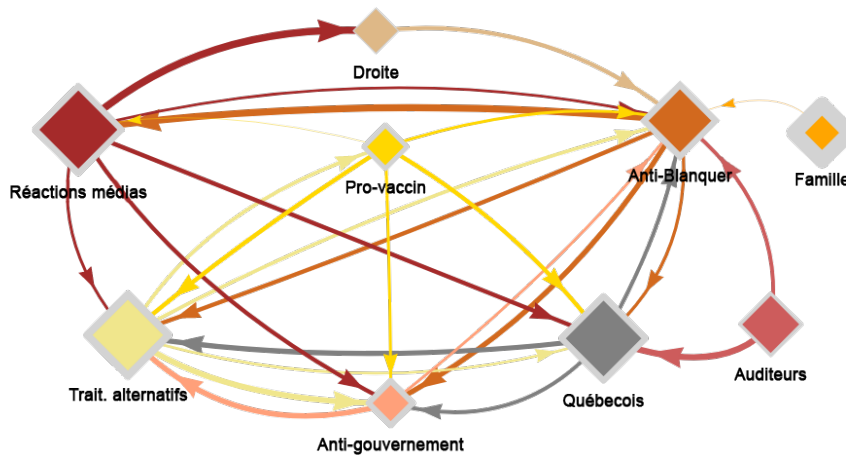 Droite
Réactions médias
Pro-vaccin
Anti-Blanquer
Famille
Trait. alternatifs
Anti-gouvernement
Québecois
Auditeurs